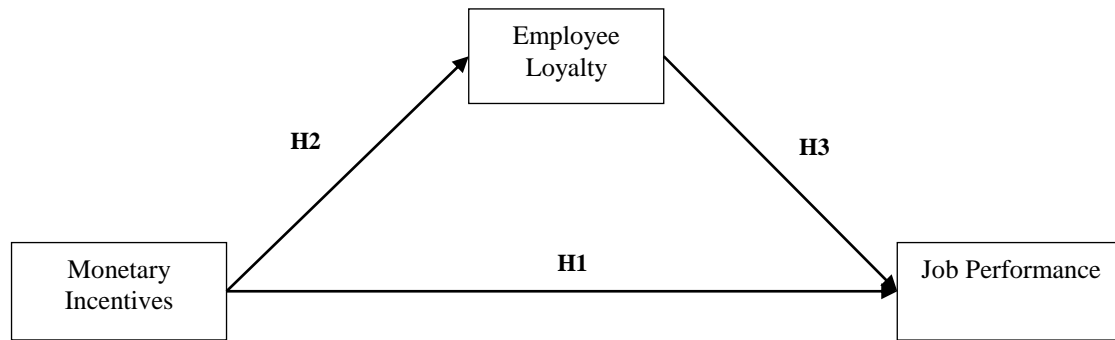 Employee
Loyalty
H2
H3
Monetary
Incentives
H1
Job Performance